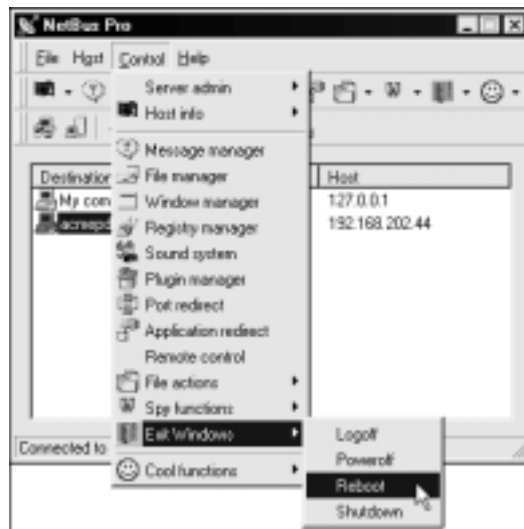 NetBus Pro
File Host Control Help
Server admin
Host info
Message manager
Destination
File manager
Host
My com
Window manager
127.0.0.1
Registry manager
192.168.202.44
Sound system
Plugin manager
Port redirect
Application redirect
Remote control
File actions
Spy functions
Exit Windows
Logoff
Connected to
Poweroff
Cool functions
Reboot
Shutdown